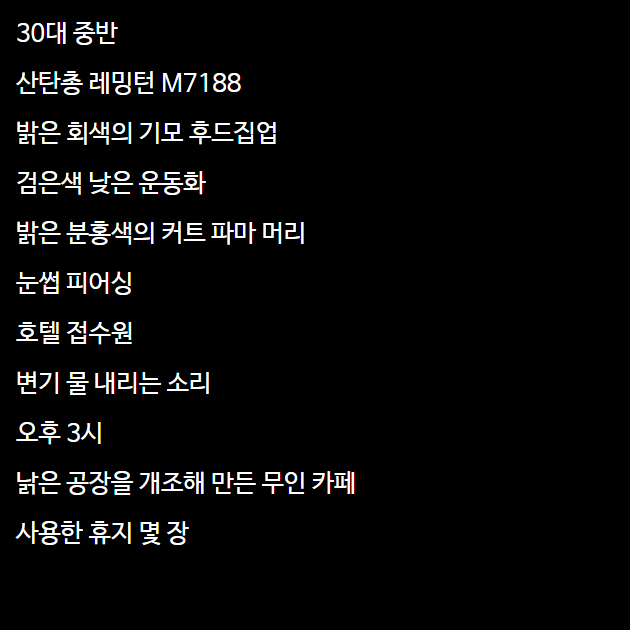 30대 중반
산탄총 레밍턴 M7188
밝은 회색의 기모 후드집업
검은색 낮은 운동화
밝은 분홍색의 커트 파마 머리
눈썹 피어싱
호텔 접수원
변기 물 내리는 소리
오후 3시
낡은 공장을 개조해 만든 무인 카페
사용한 휴지 몇 장